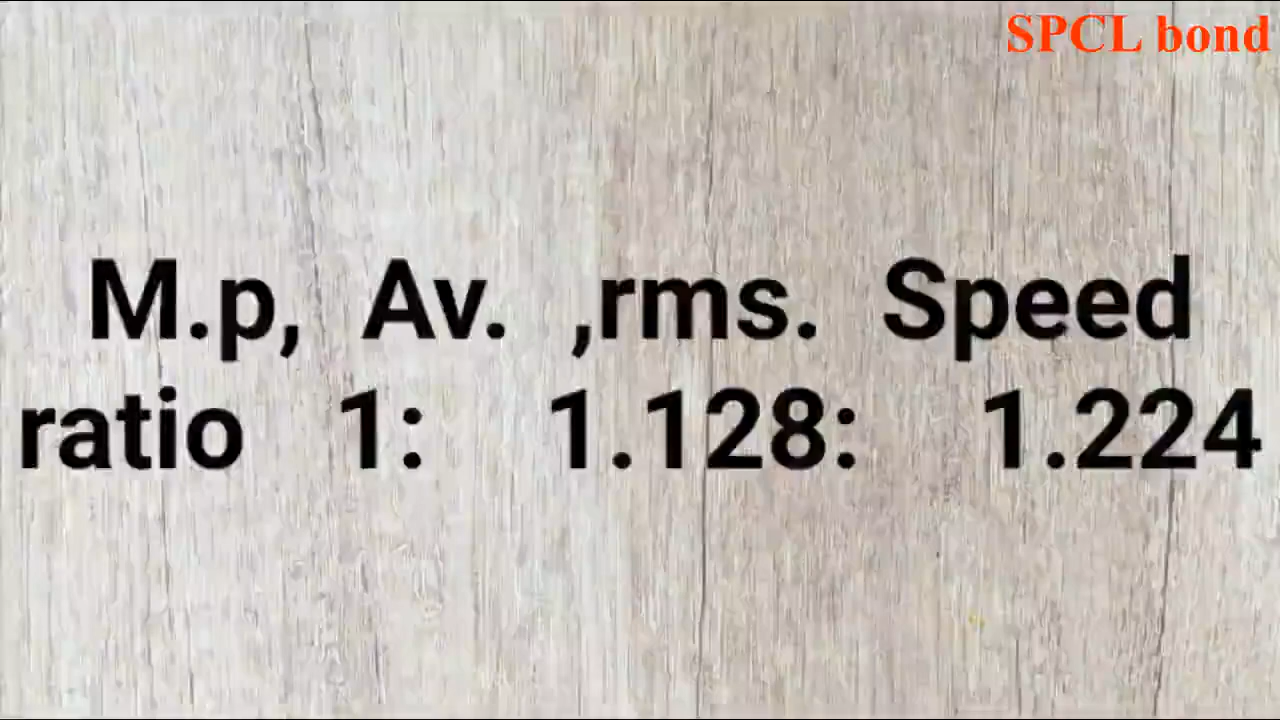 SPCL bond
M.p, Av. ,rms. Speed
ratio 1: 1.128: 1.224